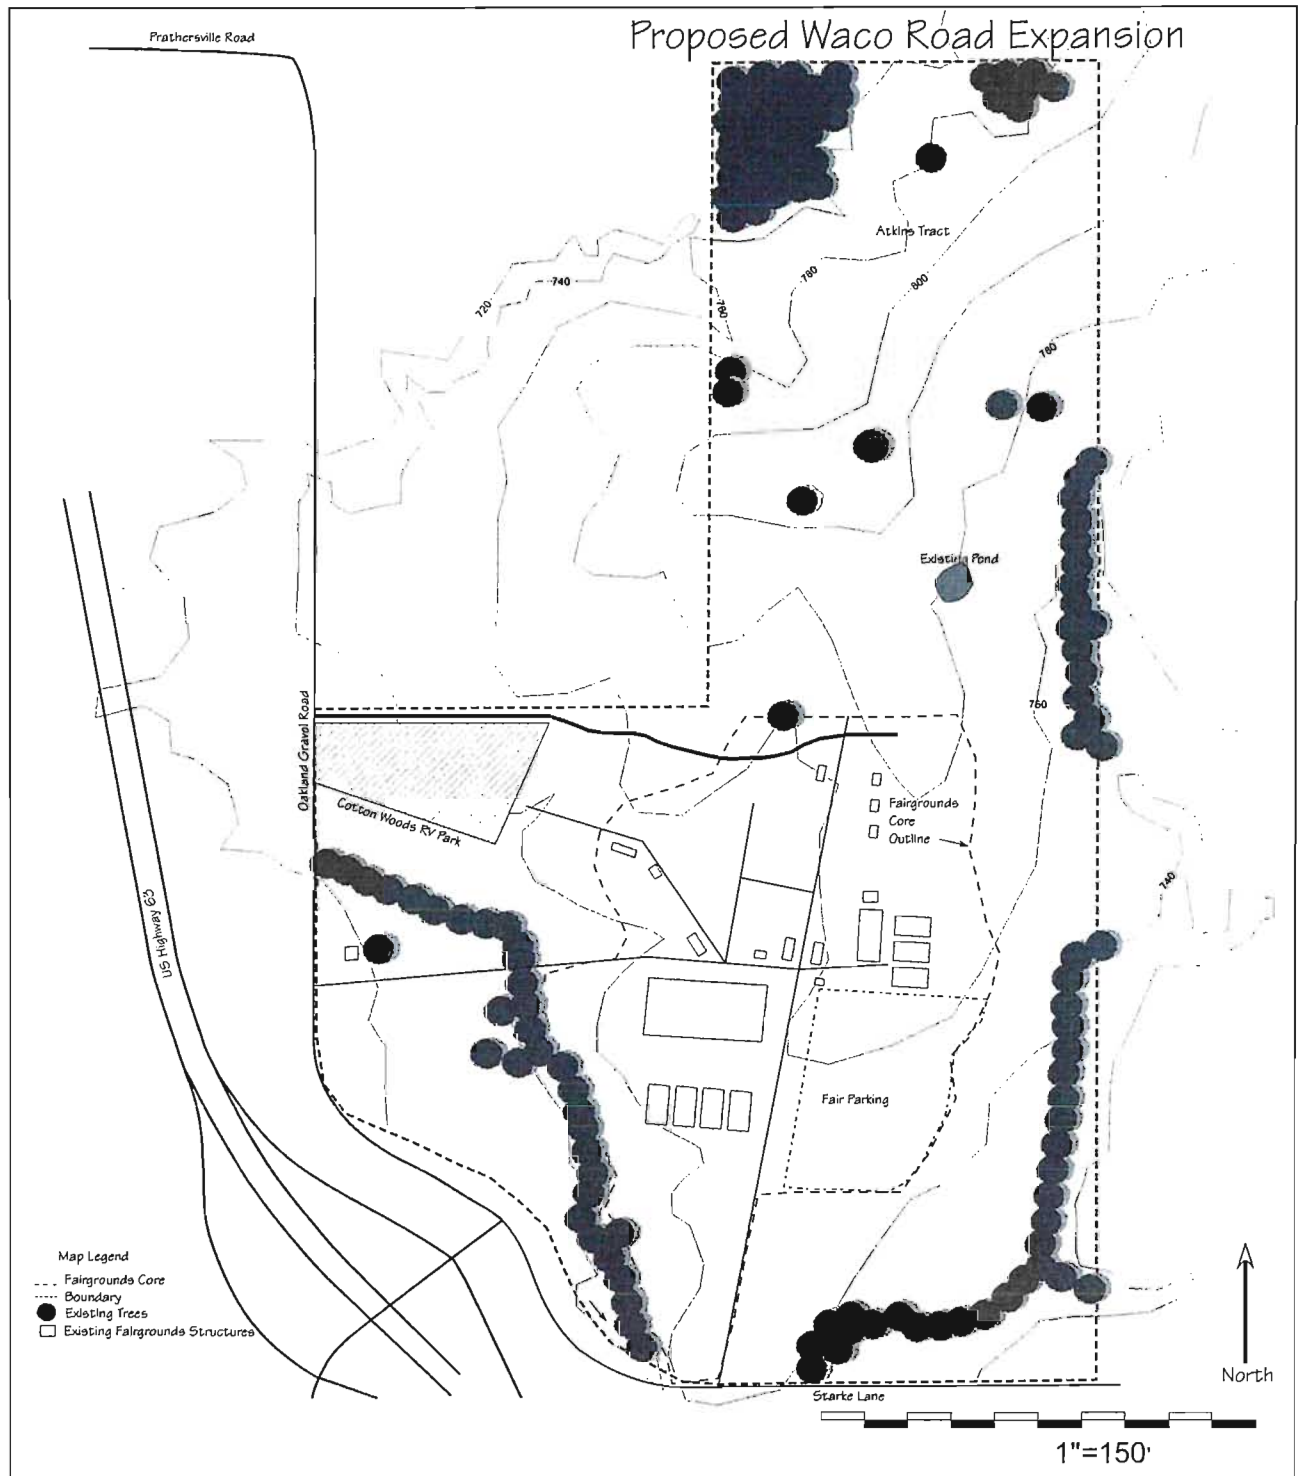 Proposed Waco Road Expansion
Prathersville Road
Atkins Tract
780
800
740
720
760
760
Existing Pond
760
Oakland Gravel Road
Cotton Woods RV Park
Fairgrounds
Core
Outline
740
US Highway 63
Fair Parking
Map Legend
Fairgrounds Core
Boundary
Existing Trees
Existing Fairgrounds Structures
North
Starke Lane
1"=150'